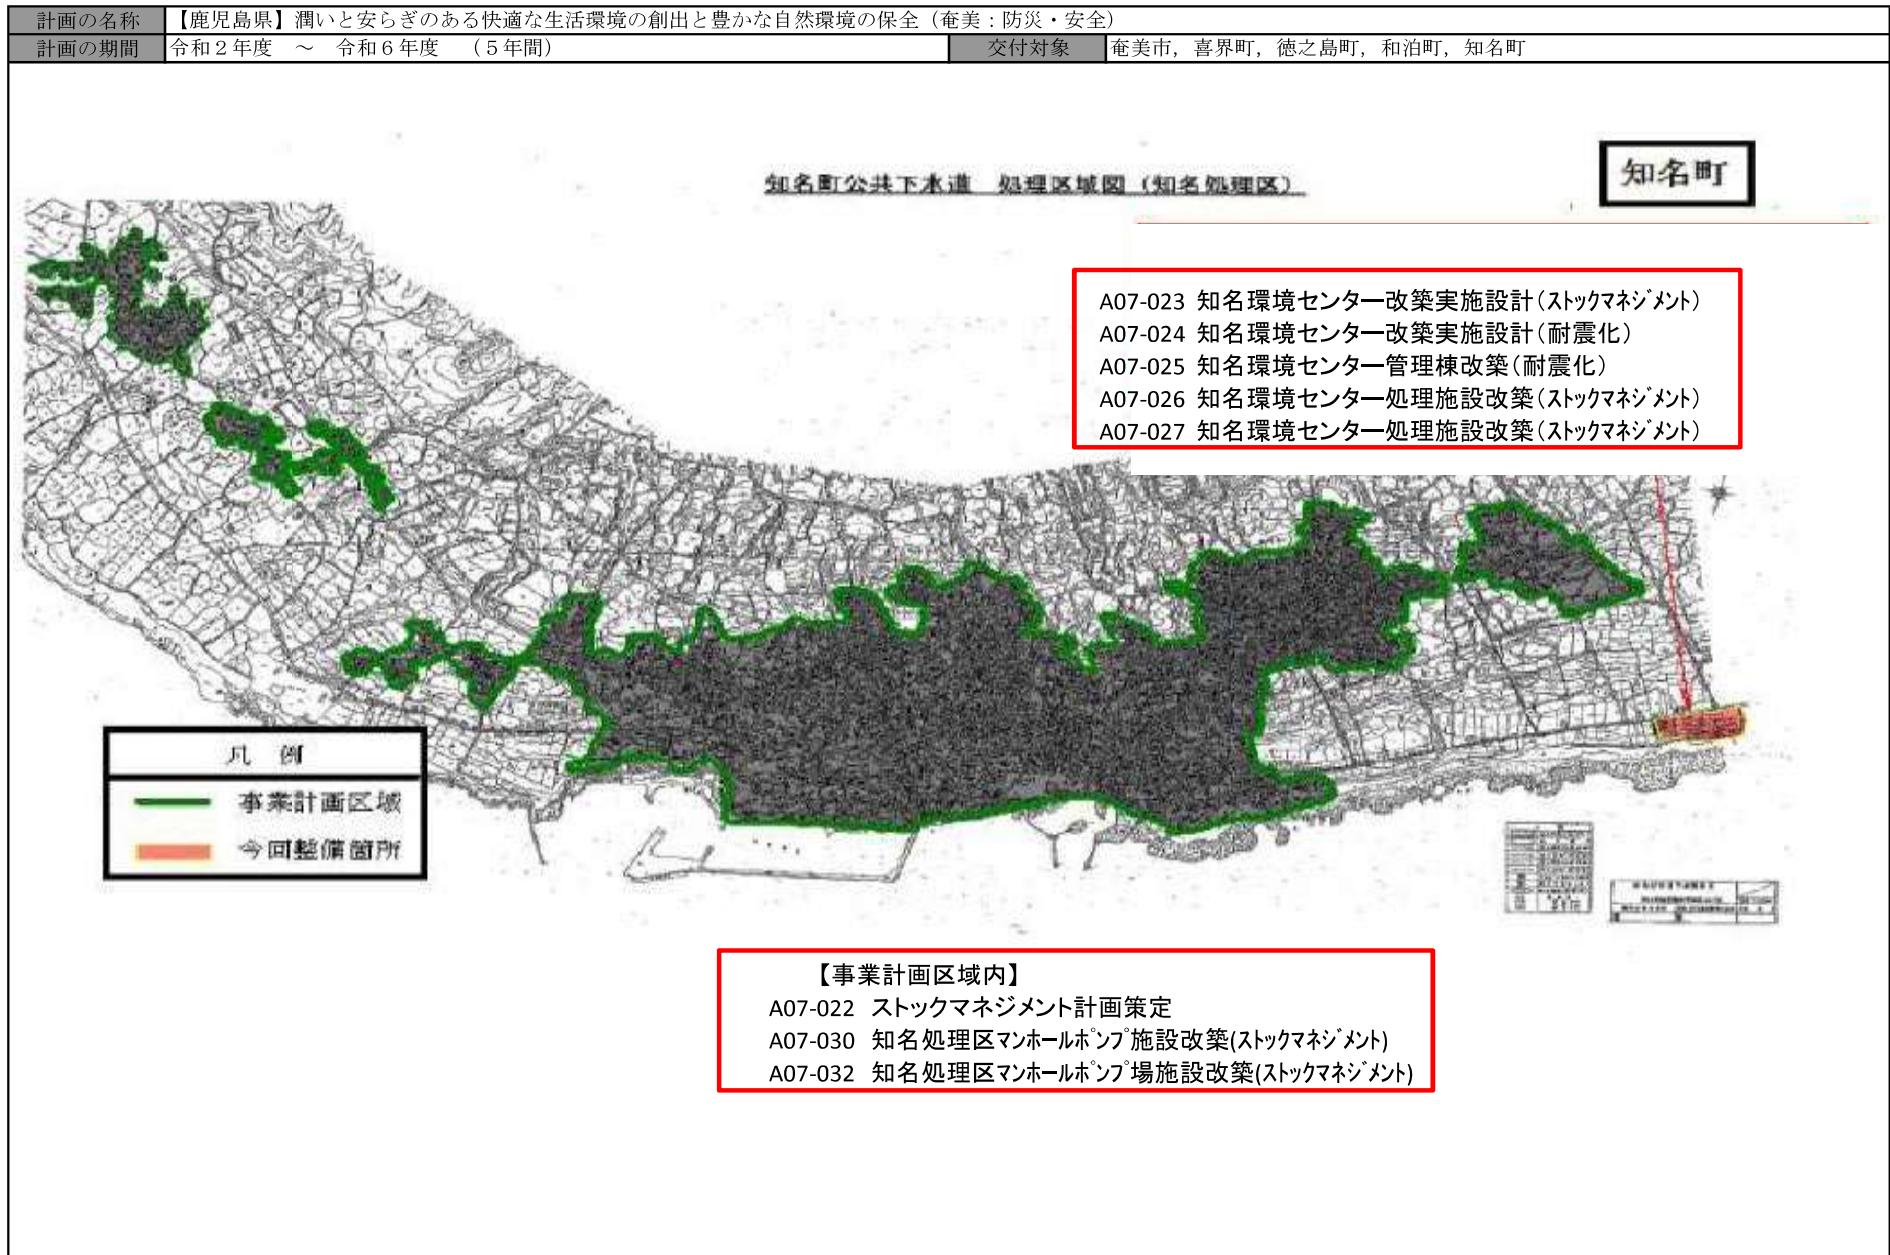 計画の名称 【鹿児島県】潤いと安らぎのある快適な生活環境の創出と豊かな自然環境の保全（奄美：防災・安全）
計画の期間 令和２年度　～　令和６年度　（５年間） 交付対象 奄美市，喜界町，徳之島町，和泊町，知名町
知名町公共下水道　処理区域図（知名処理区）
知名町
A07-023 知名環境センター改築実施設計（ストックマネジメント）
A07-024 知名環境センター改築実施設計（耐震化）
A07-025 知名環境センター管理棟改築（耐震化）
A07-026 知名環境センター処理施設改築（ストックマネジメント）
A07-027 知名環境センター処理施設改築（ストックマネジメント）
凡　例
事業計画区域
今回整備箇所
【事業計画区域内】
A07-022 ストックマネジメント計画策定
A07-030 知名処理区マンホールポンプ施設改築(ストックマネジメント)
A07-032 知名処理区マンホールポンプ場施設改築(ストックマネジメント)